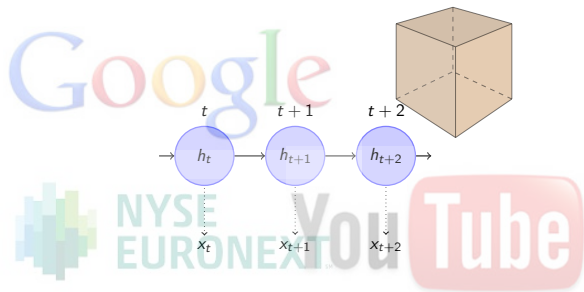 Google
t t + 1 t + 2
h_t h_{t+1} h_{t+2}
NYSE
EURONEXT
YouTube
x_t x_{t+1} x_{t+2}